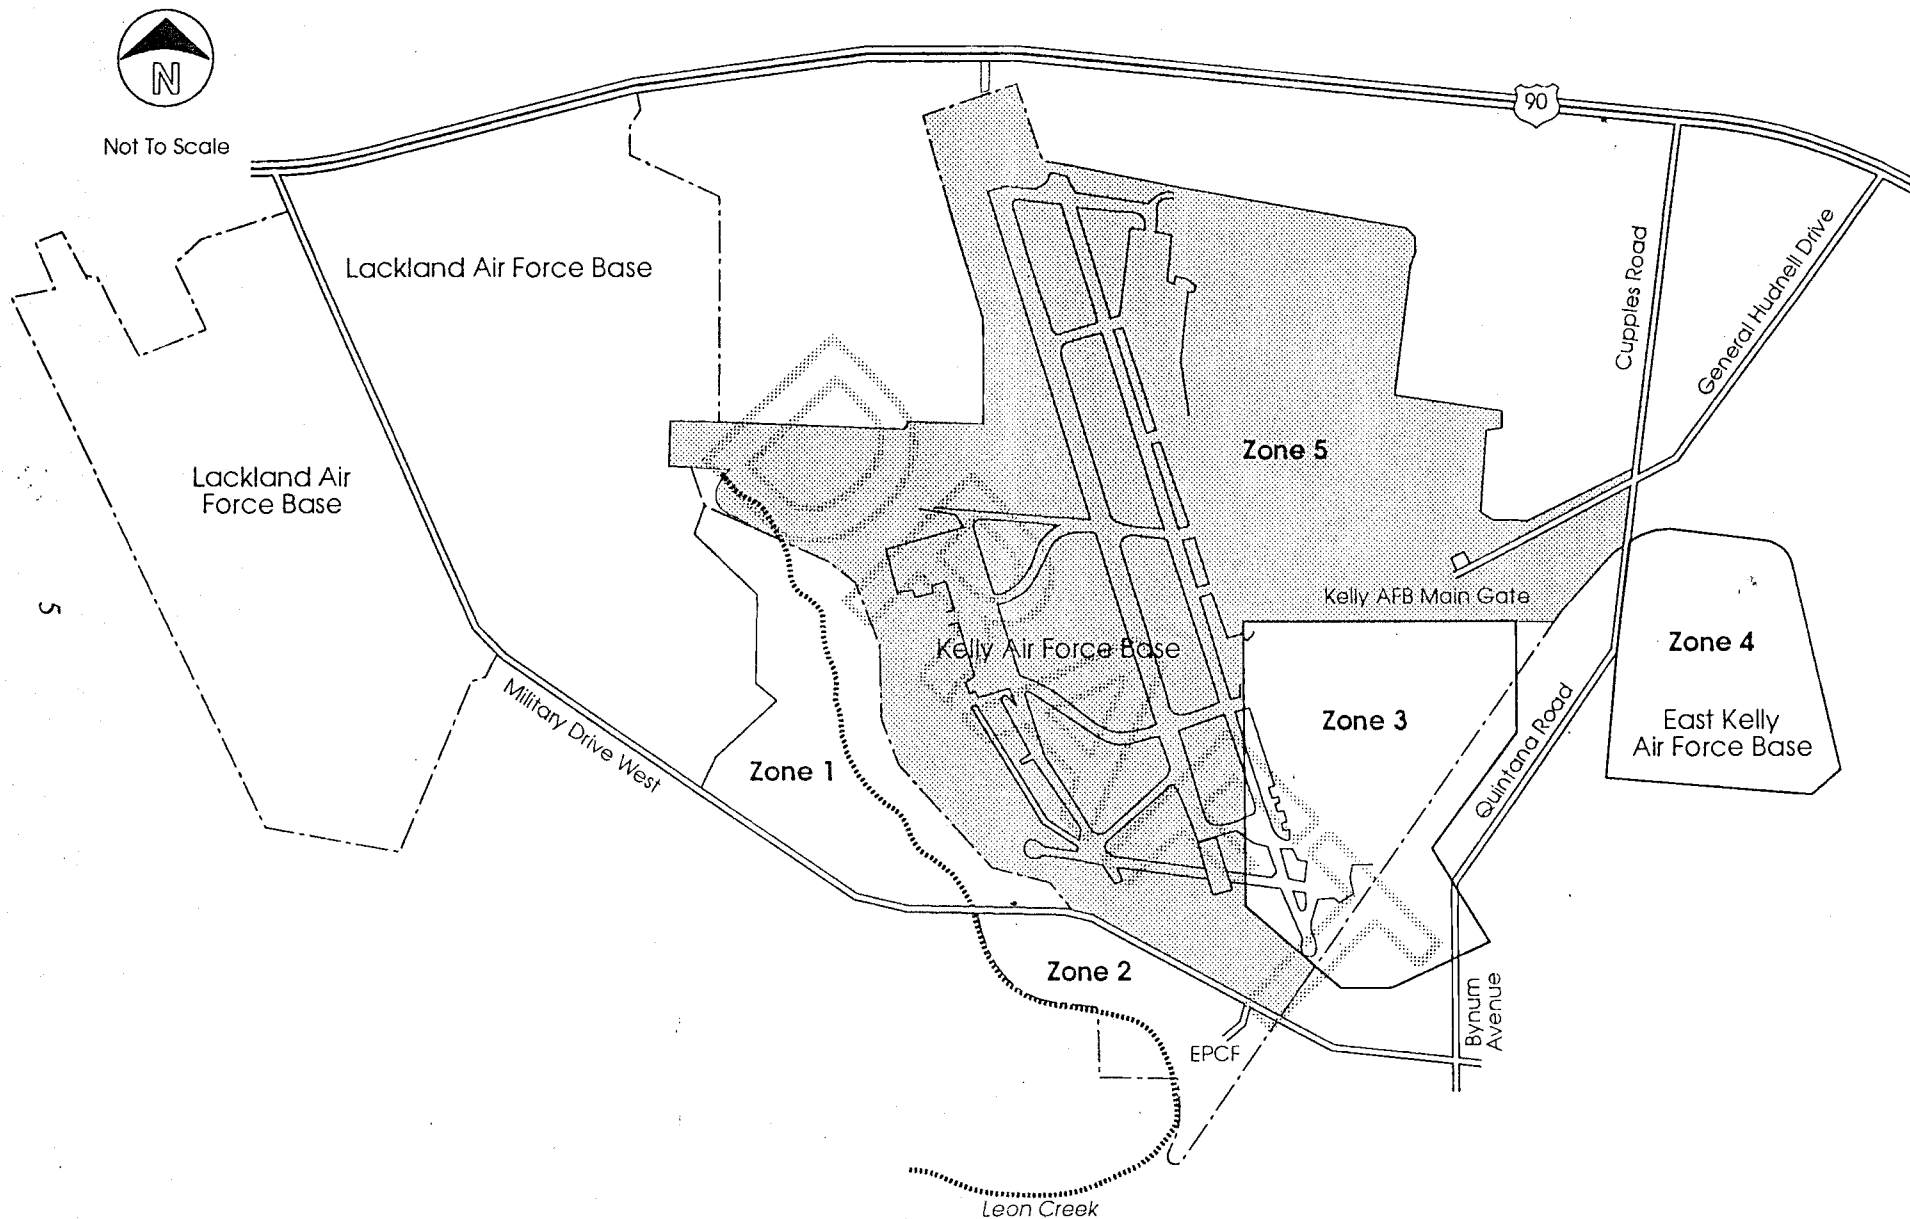 N
Not To Scale
90
Lackland Air Force Base
Cupples Road
General Hudnell Drive
Zone 5
Lackland Air
Force Base
Kelly AFB Main Gate
5
Kelly Air Force Base
Zone 4
East Kelly
Air Force Base
Zone 3
Quintana Road
Military Drive West
Zone 1
Zone 2
EPCF
Bynum
Avenue
Leon Creek